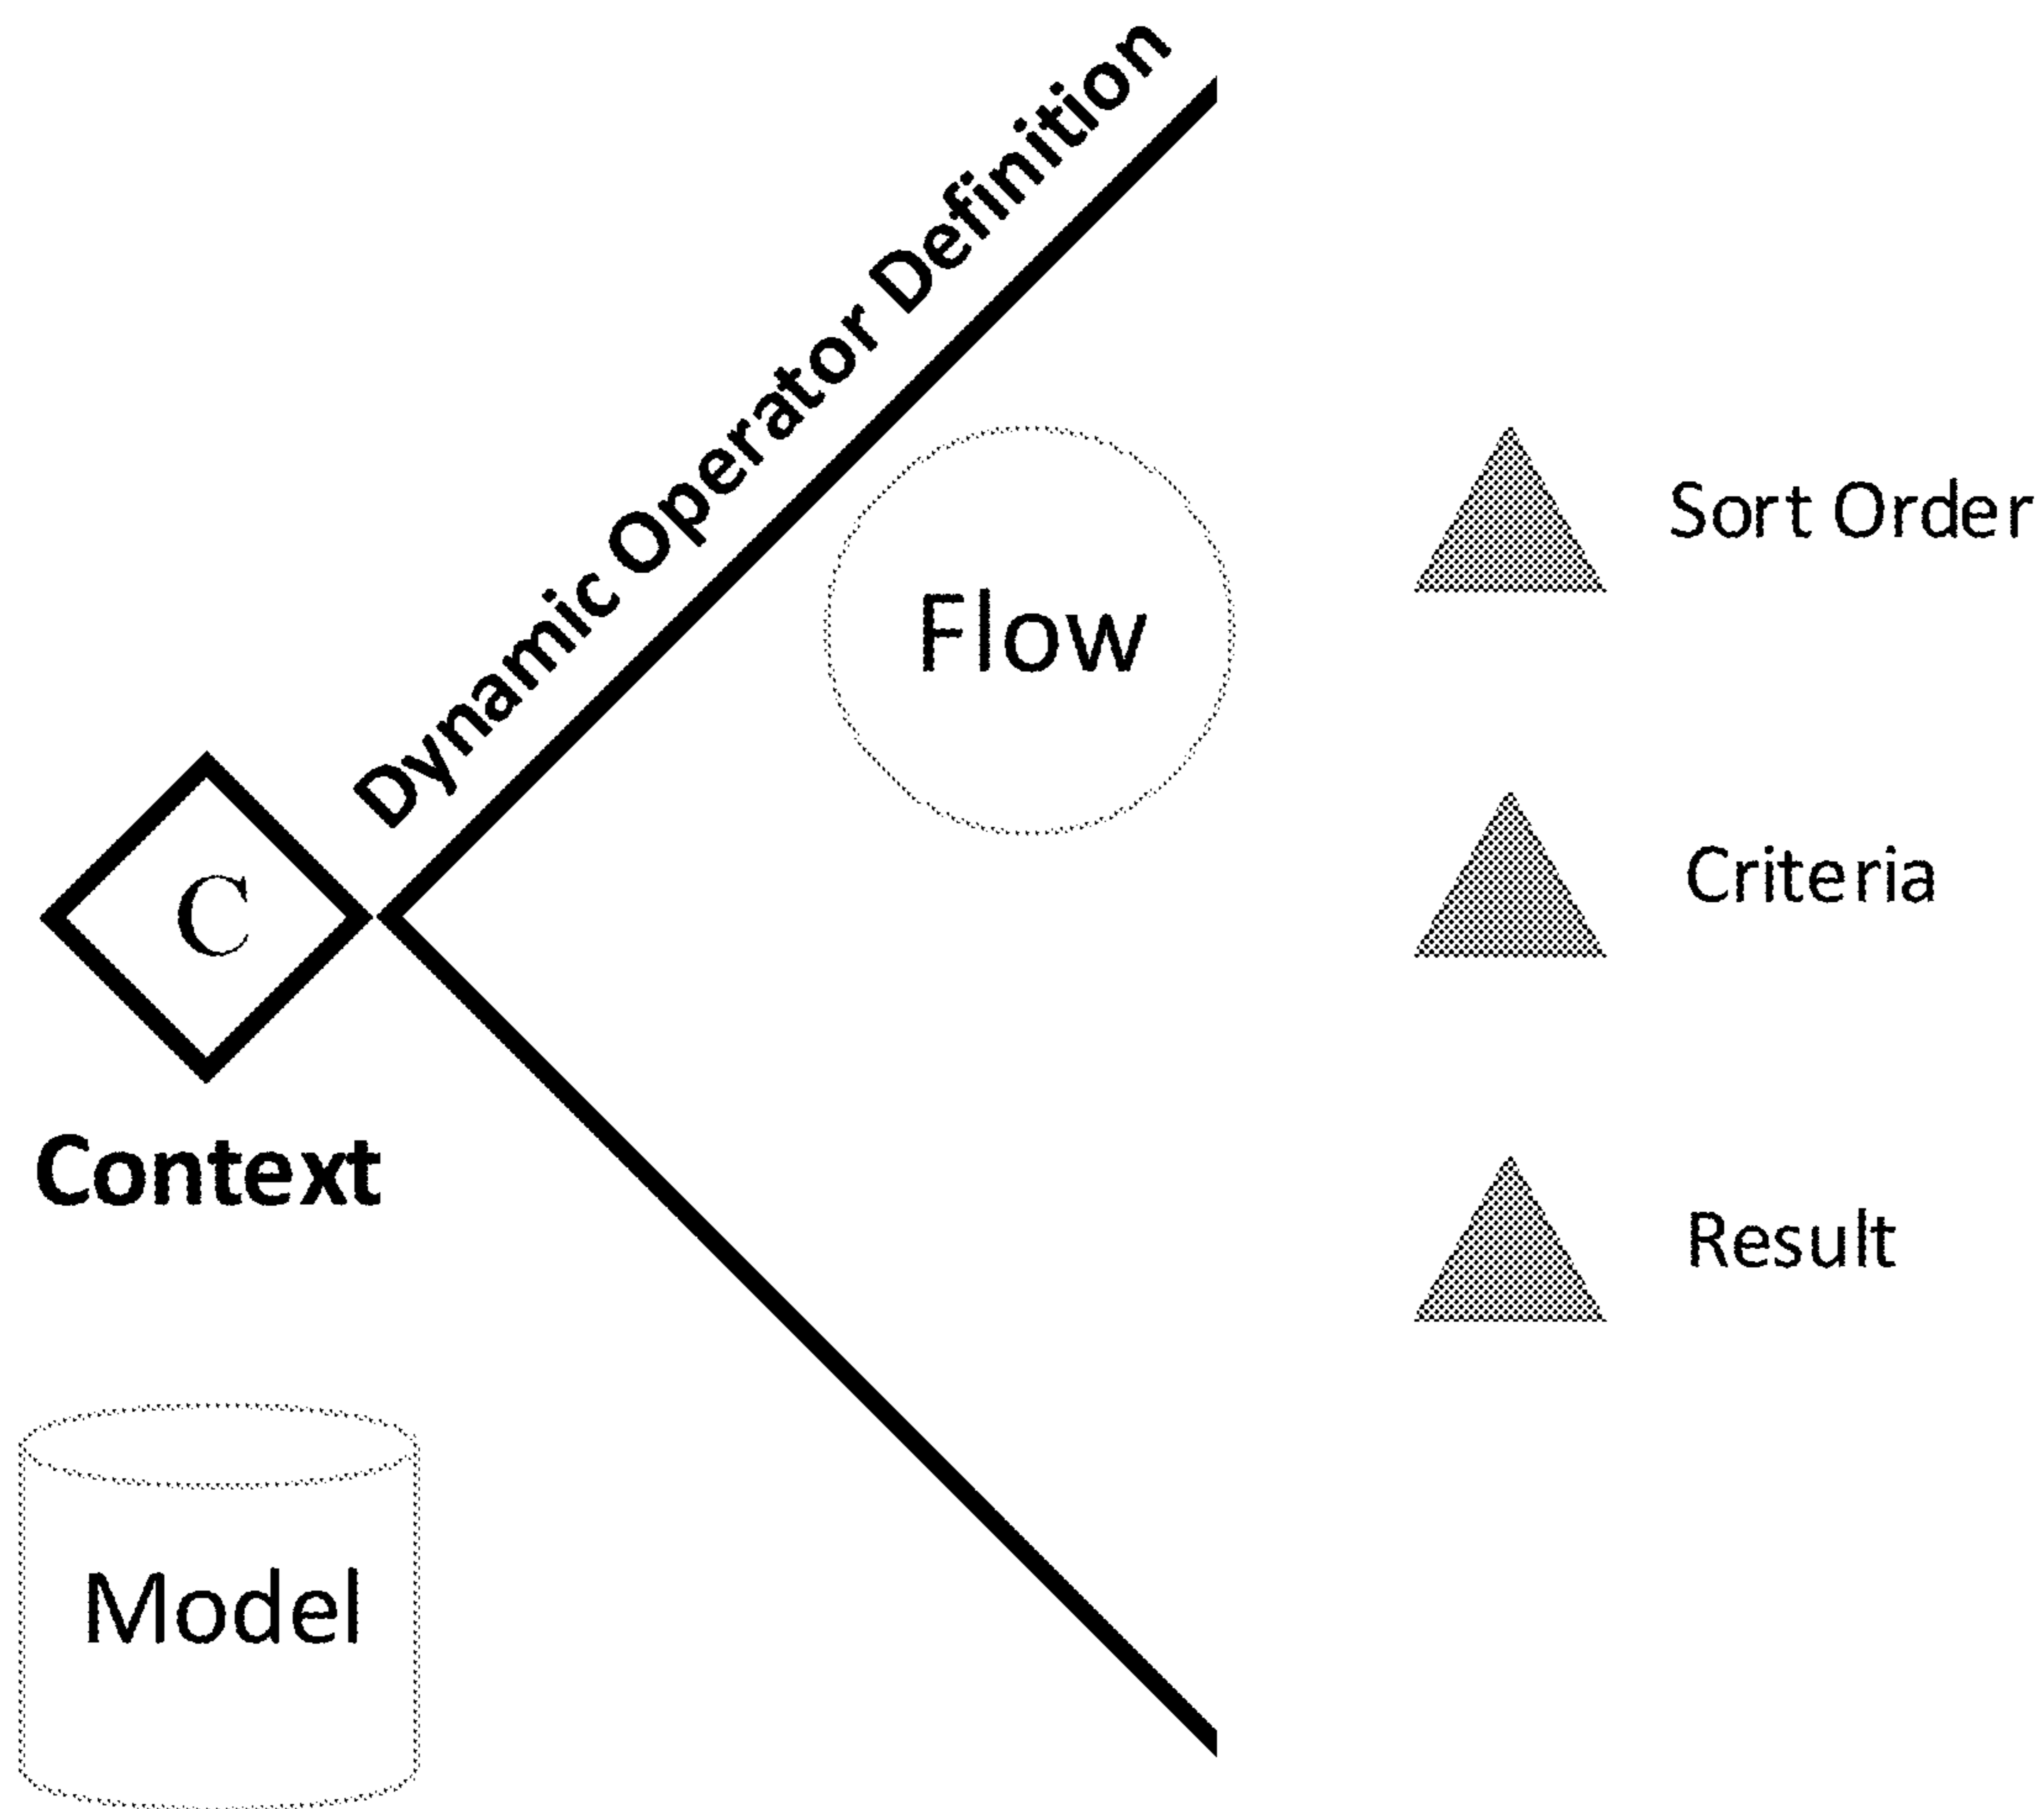 Dynamic Operator Definition
Flow
Sort Order
Criteria
C
Context
Result
Model